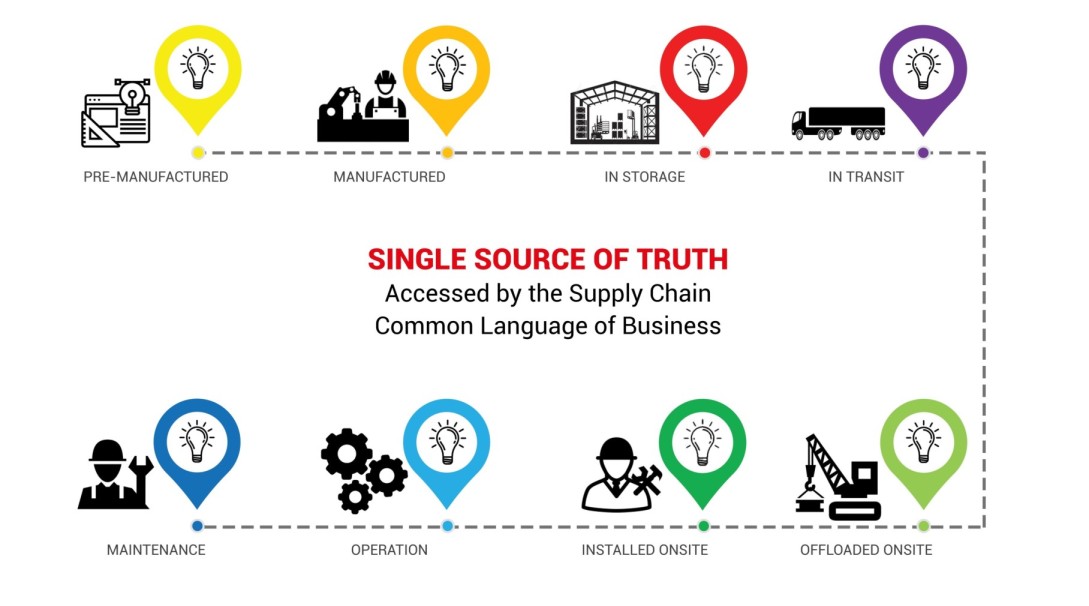 PRE-MANUFACTURED
MANUFACTURED
IN STORAGE
IN TRANSIT
SINGLE SOURCE OF TRUTH
Accessed by the Supply Chain
Common Language of Business
MAINTENANCE
OPERATION
INSTALLED ONSITE
OFFLOADED ONSITE